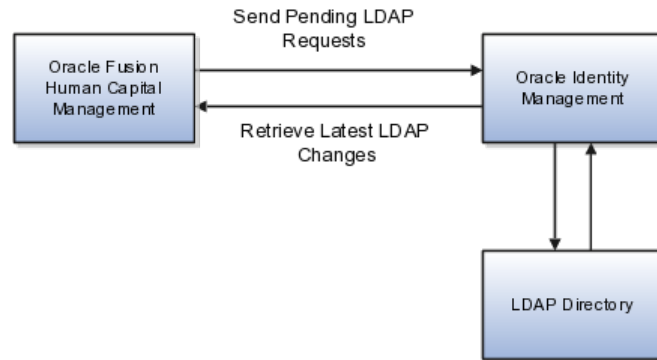 Send Pending LDAP
Requests
Oracle Fusion
Human Capital
Management
Oracle Identity
Management
Retrieve Latest LDAP
Changes
LDAP Directory